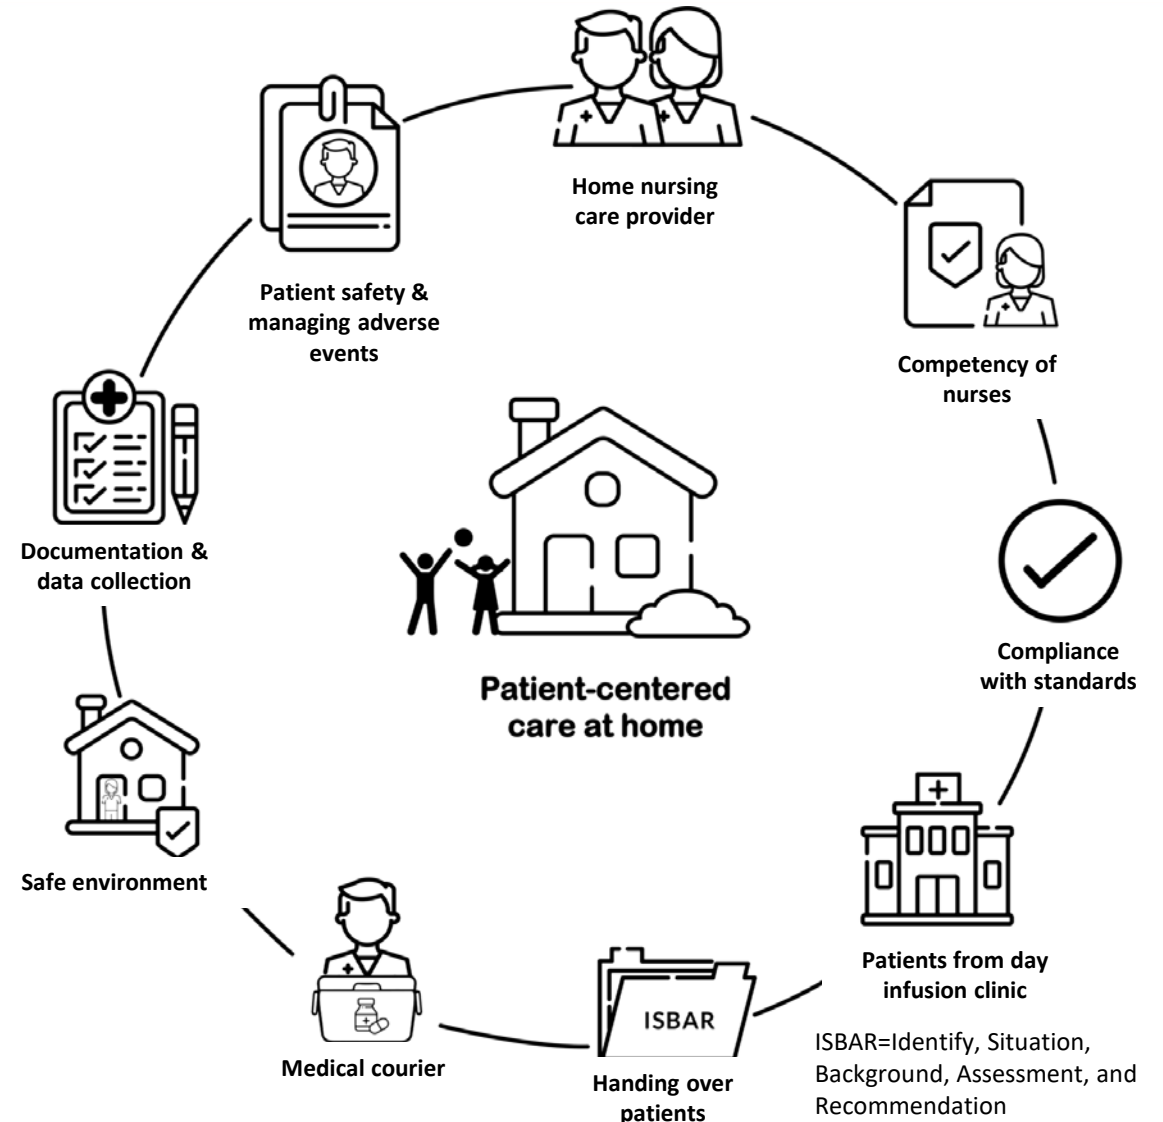 Home nursing
care provider
Competency of
nurses
Compliance
with standards
Patients from day
infusion clinic
ISBAR
Handing over
patients
Medical courier
Safe environment
Documentation &
data collection
Patient safety &
managing adverse
events
Patient-centered
care at home
ISBAR=Identify, Situation,
Background, Assessment, and
Recommendation